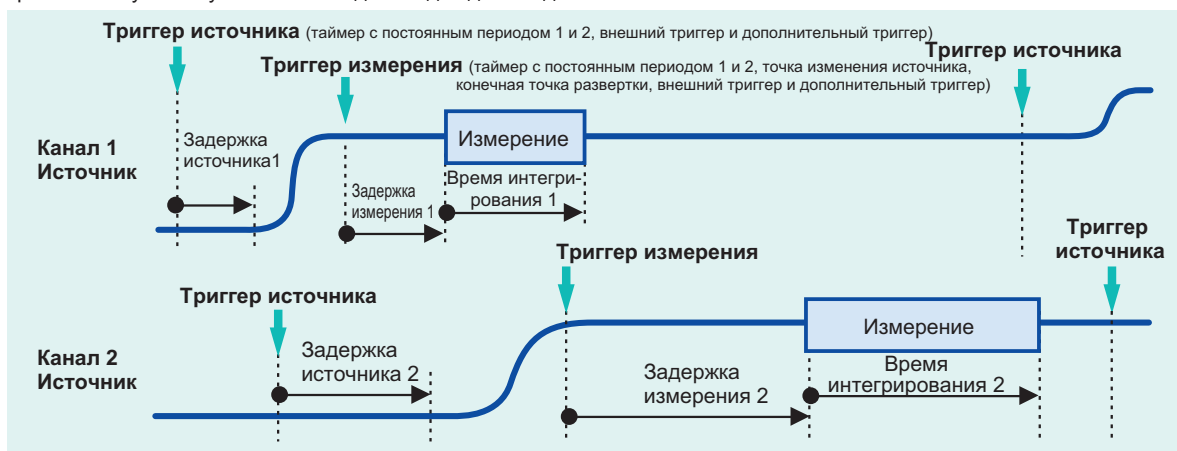 Триггер источника (таймер с постоянным периодом 1 и 2, внешний триггер и дополнительный триггер)
Триггер измерения (таймер с постоянным периодом 1 и 2, точка изменения источника,
конечная точка развертки, внешний триггер и дополнительный триггер)
Триггер источника
Канал 1
Источник
Задержка
источника1
Задержка
измерения 1
Измерение
Время интегри-
рования 1
Триггер измерения
Триггер
источника
Триггер источника
Канал 2
Источник
Задержка
источника 2
Задержка
измерения 2
Измерение
Время
интегрирования 2